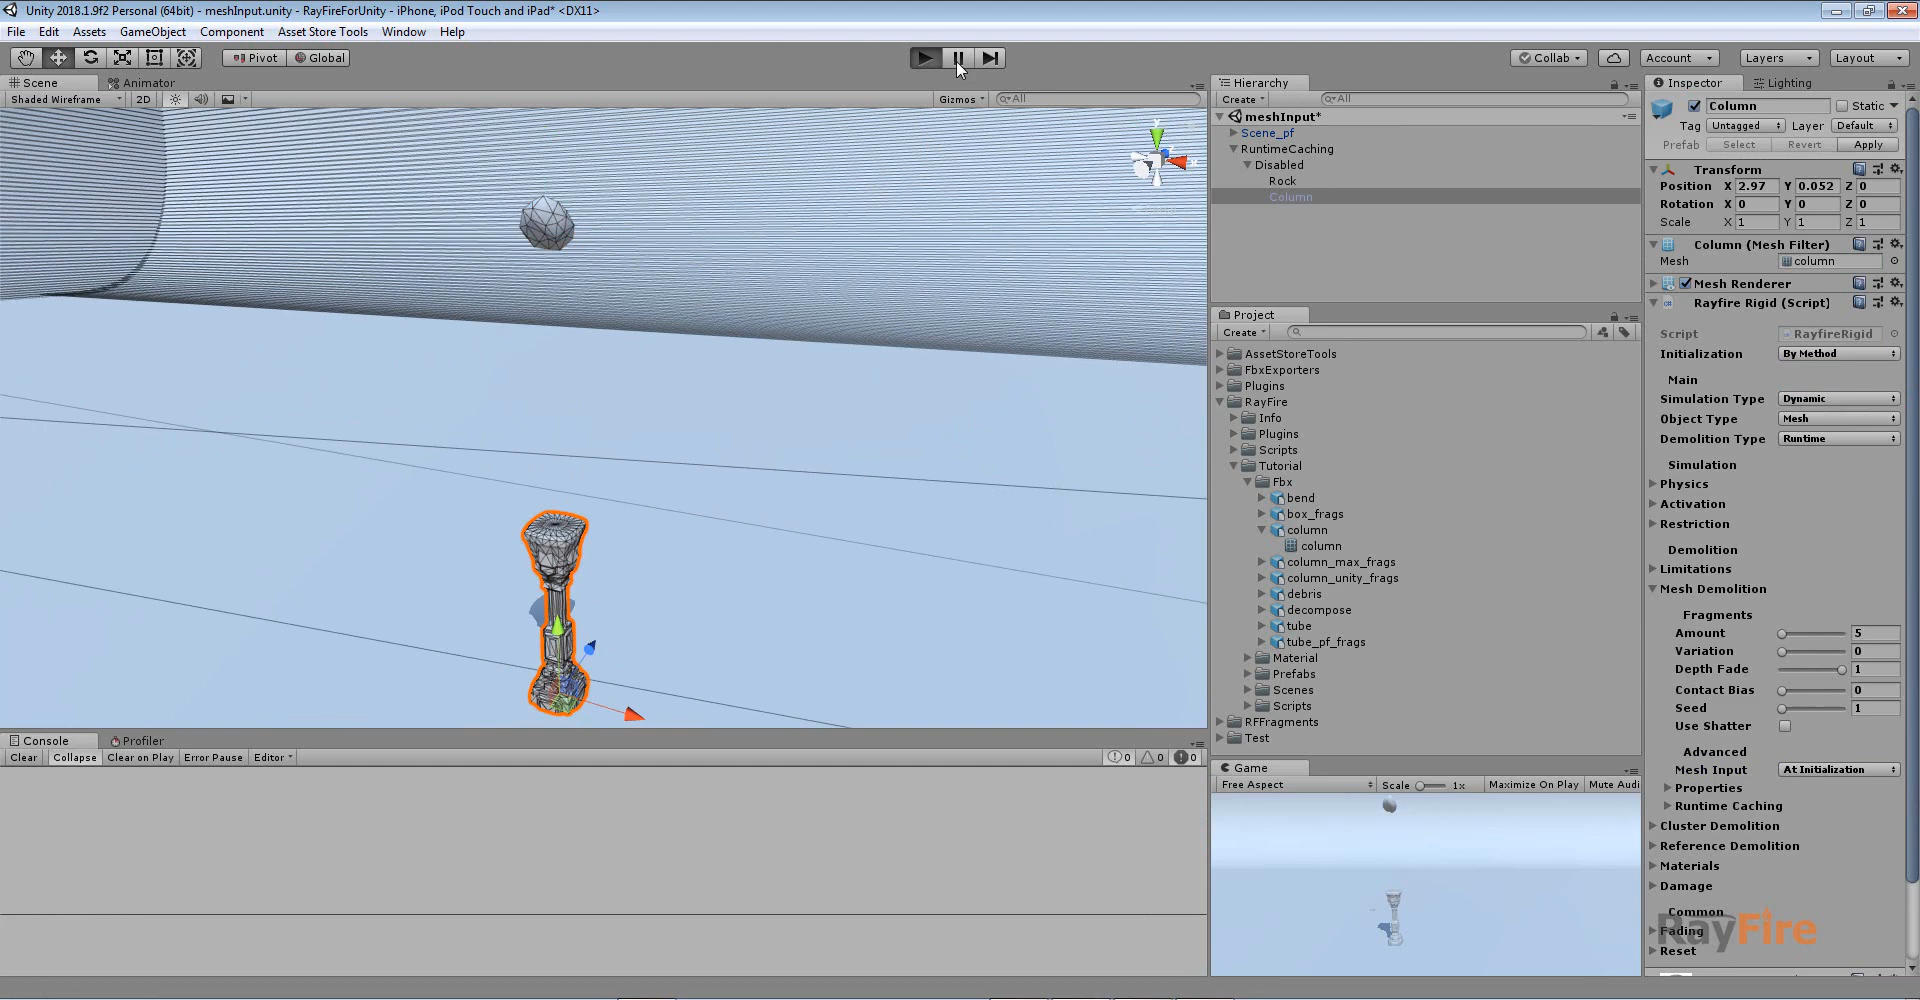 Unity 2018.1.9f2 Personal (64bit) - meshInput.unity - RayFireForUnity - iPhone, iPod Touch and iPad* <DX11>
File Edit Assets GameObject Component Asset Store Tools Window Help
Pivot Global Collab Account Layers Layout
Scene Animator
Shaded Wireframe 2D Gizmos All
Hierarchy
Create All
meshInput*
Scene_pf
RuntimeCaching
Disabled
Rock
Column
Project
Create
AssetStoreTools
FbxExporters
Plugins
RayFire
Info
Plugins
Scripts
Tutorial
Fbx
bend
box_frags
column
column
column_max_frags
column_unity_frags
debris
decompose
tube
tube_pf_frags
Material
Prefabs
Scenes
Scripts
RFFragments
Test
Console Profiler
Clear Collapse Clear on Play Error Pause Editor 0 0 0
Game
Free Aspect Scale 1x Maximize On Play Mute Audi
Inspector Lighting
Column Static
Tag Untagged Layer Default
Prefab Select Revert Apply
Transform
Position X 2.97 Y 0.052 Z 0
Rotation X 0 Y 0 Z 0
Scale X 1 Y 1 Z 1
Column (Mesh Filter)
Mesh column
Mesh Renderer
Rayfire Rigid (Script)
Script RayfireRigid
Initialization By Method
Main
Simulation Type Dynamic
Object Type Mesh
Demolition Type Runtime
Simulation
Physics
Activation
Restriction
Demolition
Limitations
Mesh Demolition
Fragments
Amount 5
Variation 0
Depth Fade 1
Contact Bias 0
Seed 1
Use Shatter
Advanced
Mesh Input At Initialization
Properties
Runtime Caching
Cluster Demolition
Reference Demolition
Materials
Damage
Common
Fading
Reset
RayFire